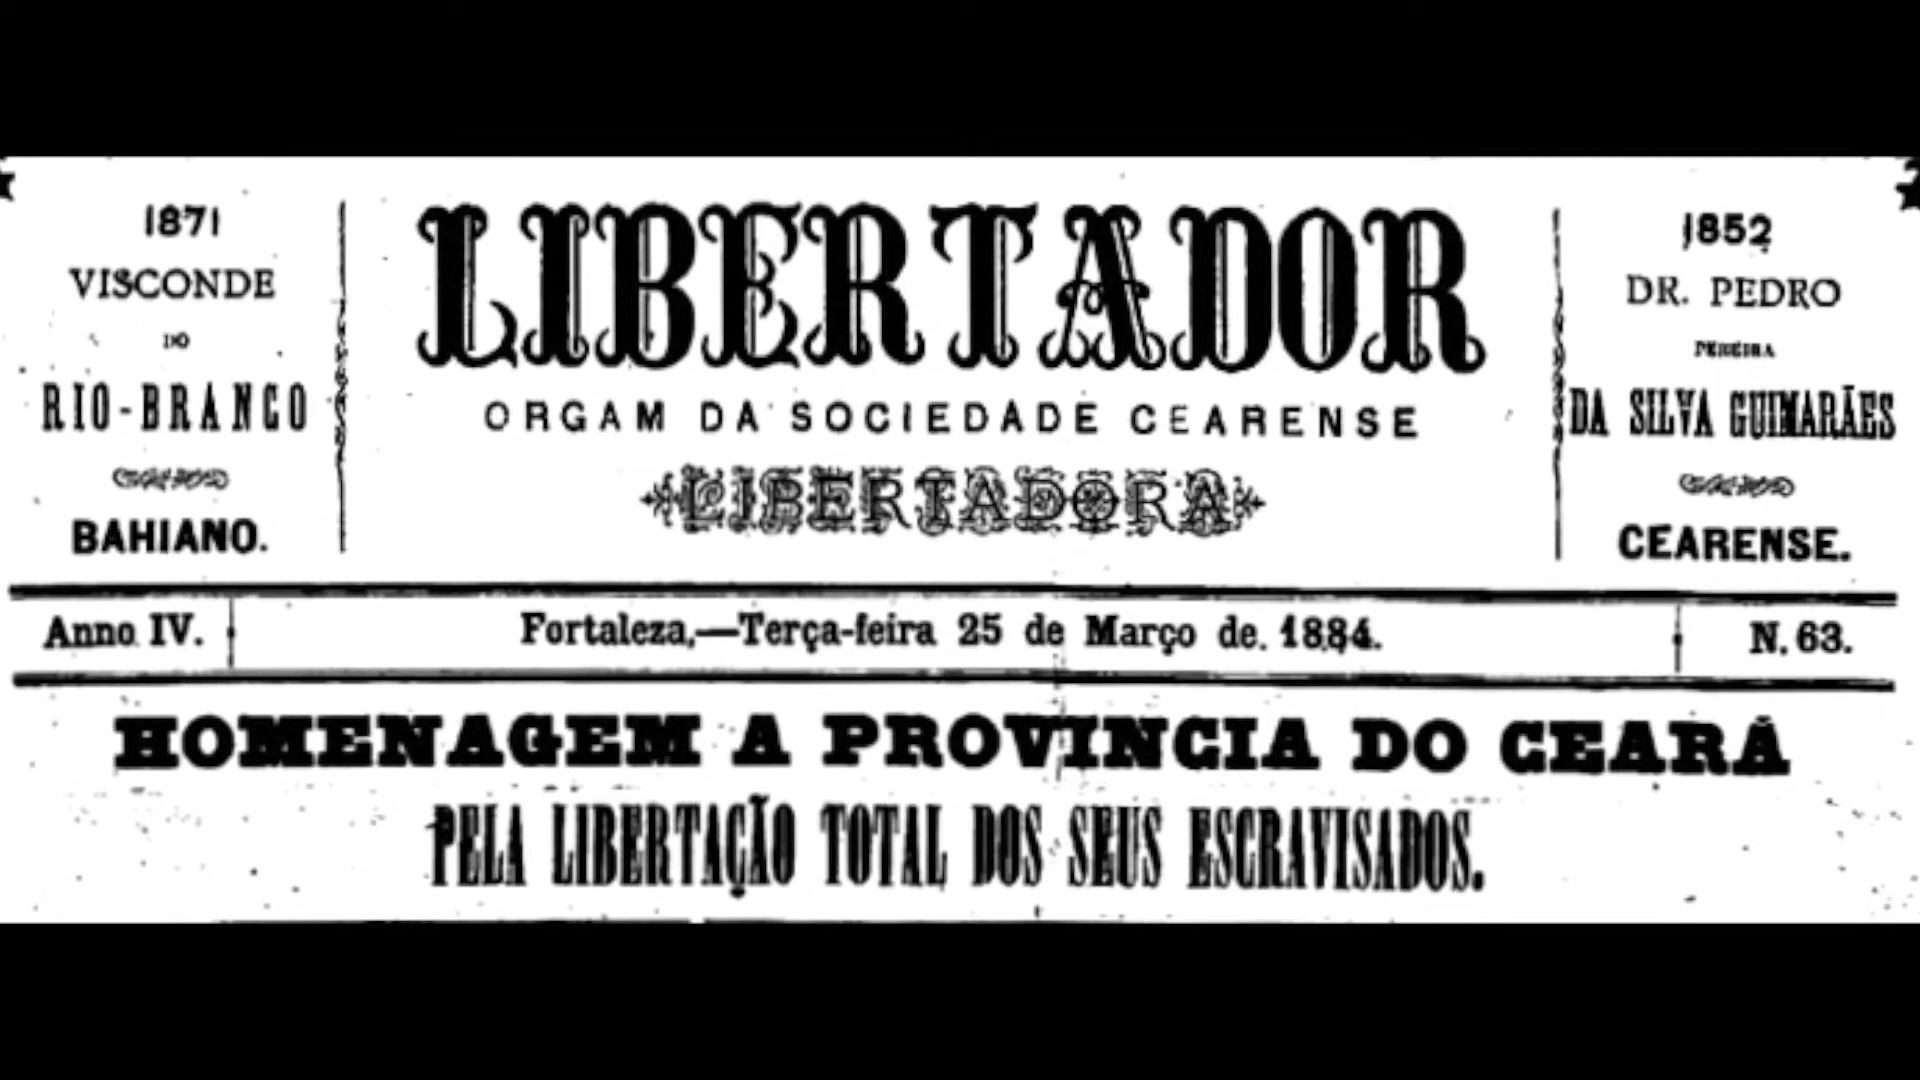 1871
VISCONDE
DO
RIO-BRANCO
BAHIANO.
LIBERTADOR
ORGAM DA SOCIEDADE CEARENSE
LIBERTADORA
1852
DR. PEDRO
PEREIRA
DA SILVA GUIMARÃES
CEARENSE.
Anno IV.
Fortaleza,—Terça-feira 25 de Março de. 1884.
N. 63.
HOMENAGEM A PROVINCIA DO CEARÁ
PELA LIBERTAÇÃO TOTAL DOS SEUS ESCRAVISADOS.